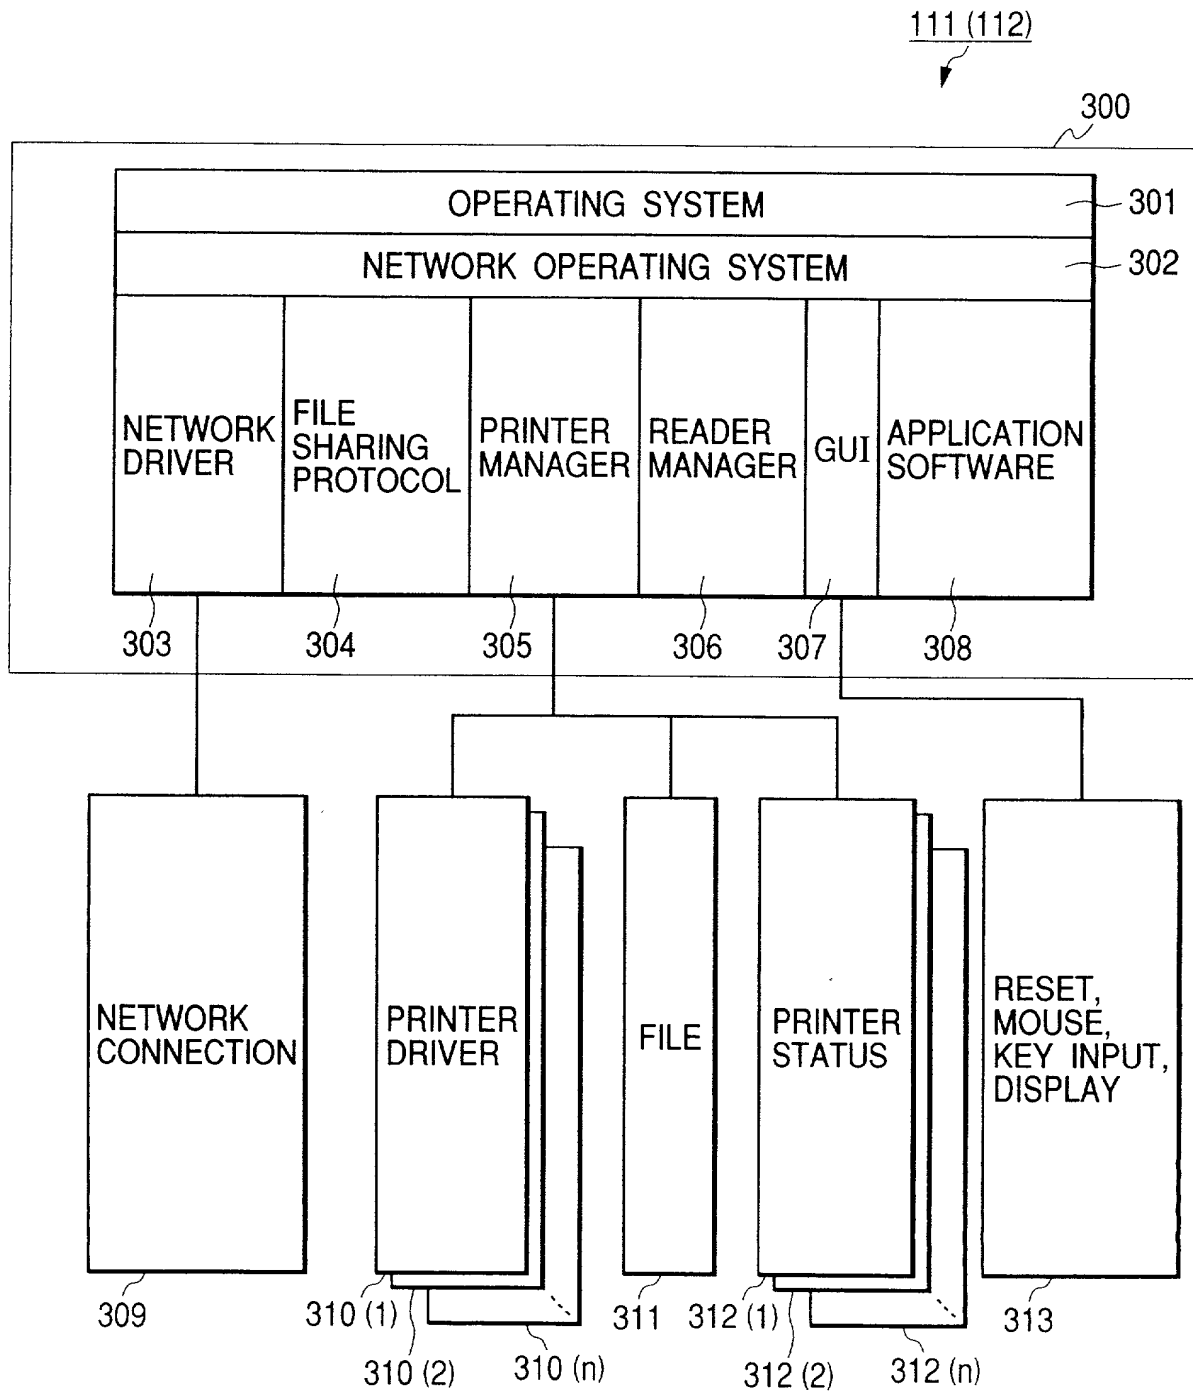 111 (112)
300
OPERATING SYSTEM
301
NETWORK OPERATING SYSTEM
302
NETWORK
DRIVER
FILE
SHARING
PROTOCOL
PRINTER
MANAGER
READER
MANAGER
GUI
APPLICATION
SOFTWARE
303
304
305
306
307
308
NETWORK
CONNECTION
PRINTER
DRIVER
FILE
PRINTER
STATUS
RESET,
MOUSE,
KEY INPUT,
DISPLAY
309
310 (1)
310 (2)
310 (n)
311
312 (1)
312 (2)
312 (n)
313